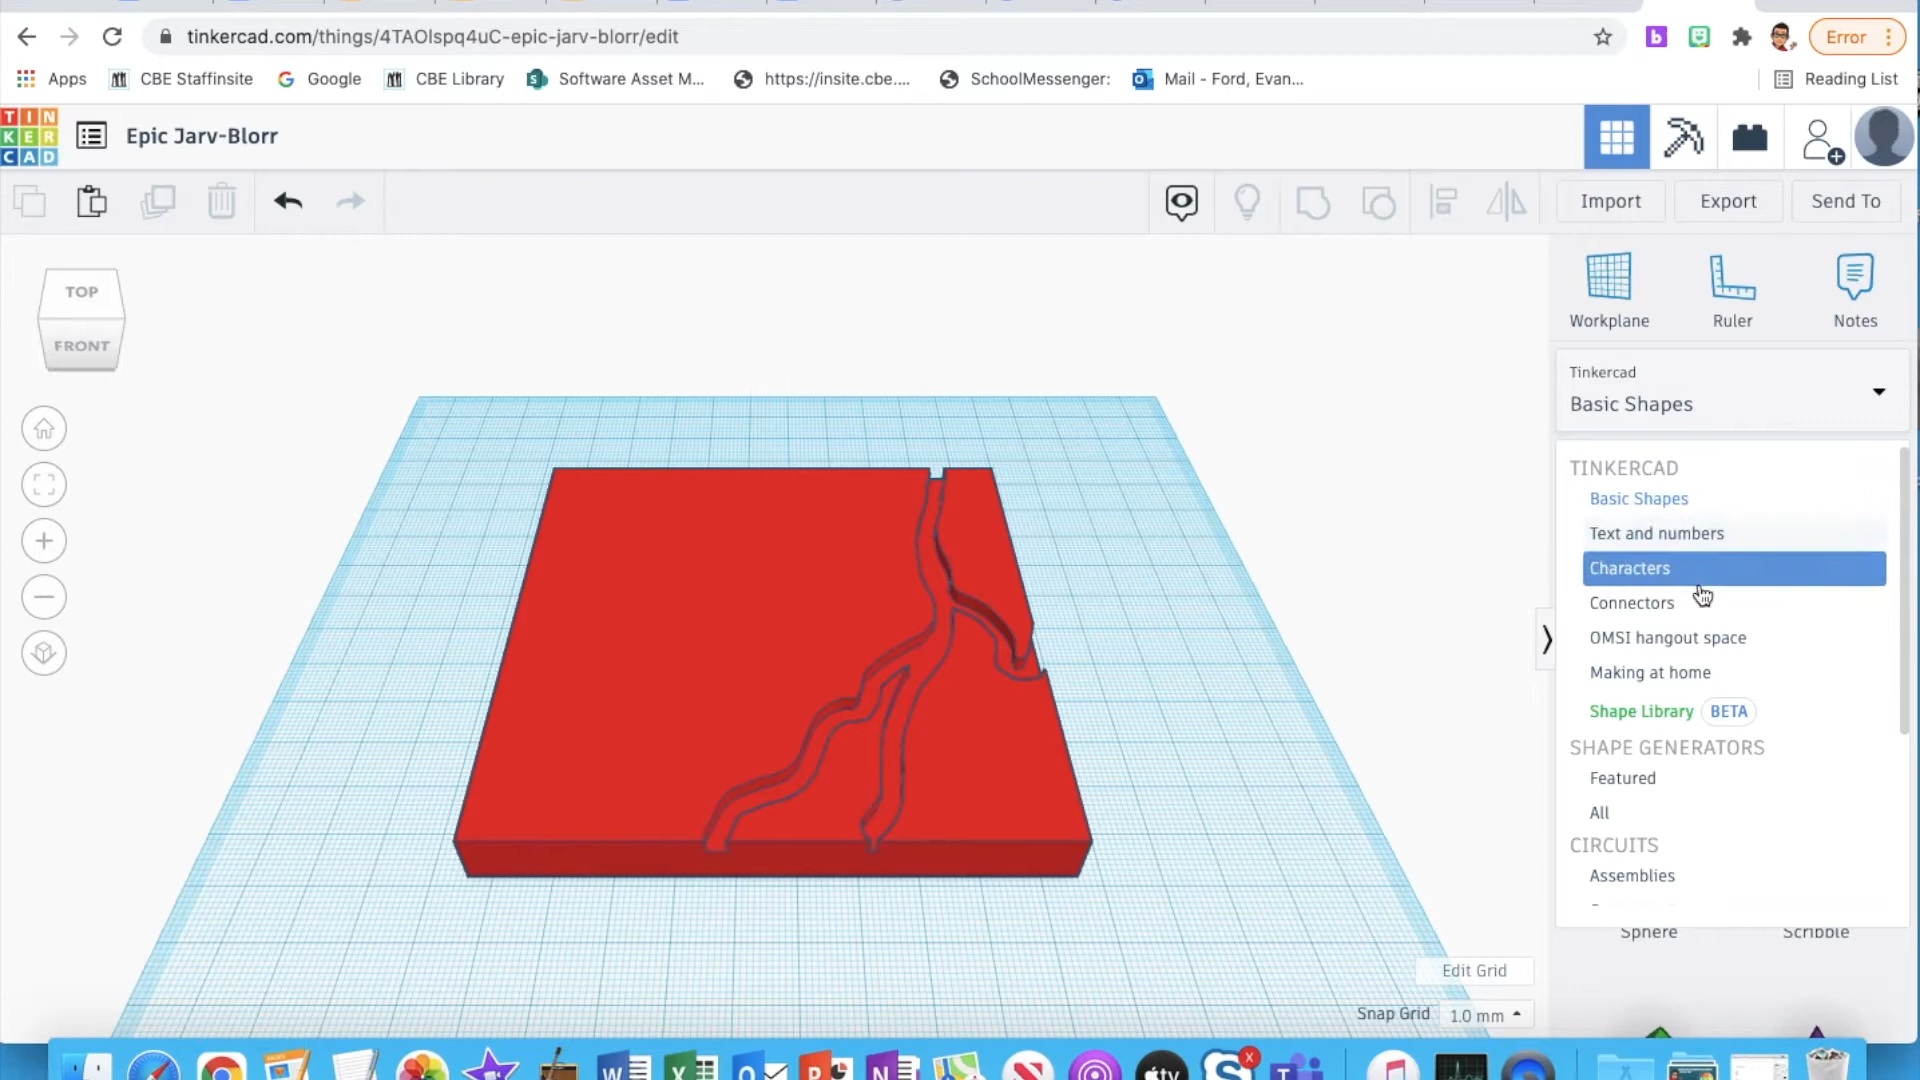 tinkercad.com/things/4TAOlspq4uC-epic-jarv-blorr/edit
Error
Apps
CBE Staffinsite
Google
CBE Library
Software Asset M...
https://insite.cbe....
SchoolMessenger:
Mail - Ford, Evan...
Reading List
TIN
KER
CAD
Epic Jarv-Blorr
Import
Export
Send To
TOP
FRONT
Workplane
Ruler
Notes
Tinkercad
Basic Shapes
TINKERCAD
Basic Shapes
Text and numbers
Characters
Connectors
OMSI hangout space
Making at home
Shape Library BETA
SHAPE GENERATORS
Featured
All
CIRCUITS
Assemblies
Sphere
Scribble
Edit Grid
Snap Grid 1.0 mm
tv